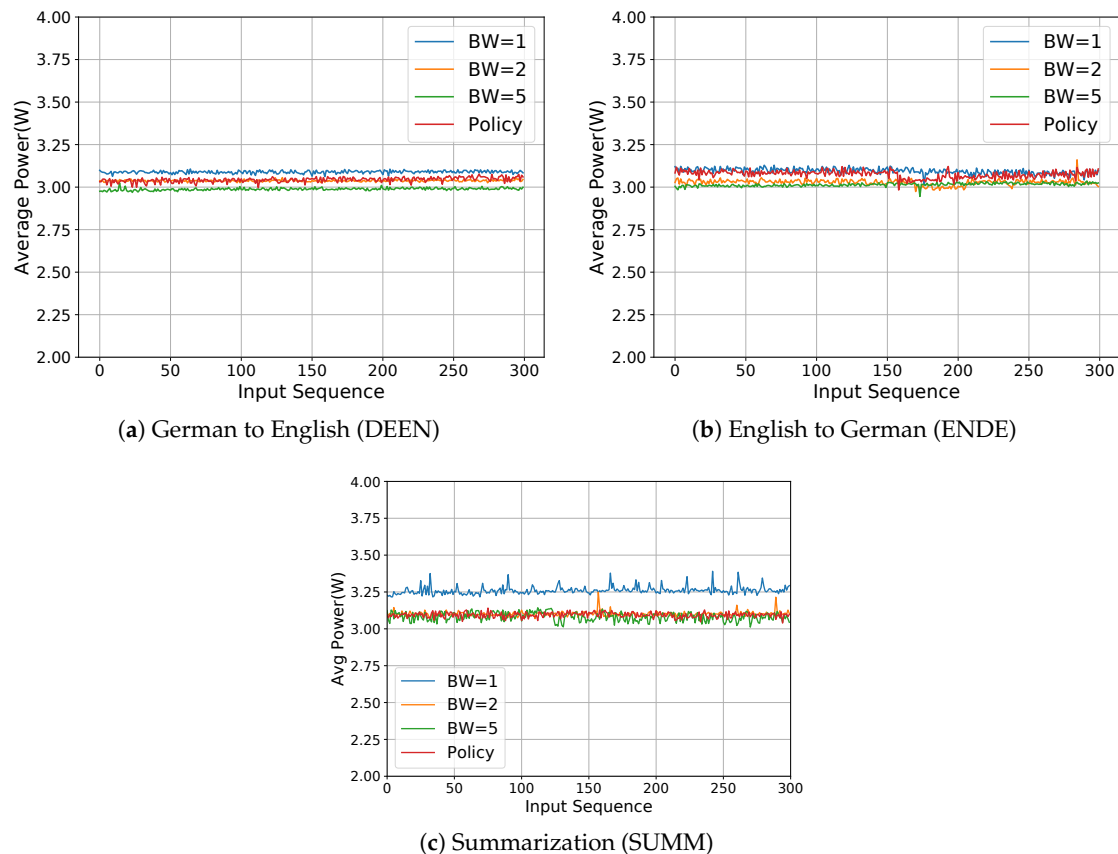 4.00
3.75
3.50
3.25
3.00
2.75
2.50
2.25
2.00
Average Power(W)
0 50 100 150 200 250 300
Input Sequence
BW=1
BW=2
BW=5
Policy
(a) German to English (DEEN)
4.00
3.75
3.50
3.25
3.00
2.75
2.50
2.25
2.00
Average Power(W)
0 50 100 150 200 250 300
Input Sequence
BW=1
BW=2
BW=5
Policy
(b) English to German (ENDE)
4.00
3.75
3.50
3.25
3.00
2.75
2.50
2.25
2.00
Avg Power(W)
BW=1
BW=2
BW=5
Policy
0 50 100 150 200 250 300
Input Sequence
(c) Summarization (SUMM)